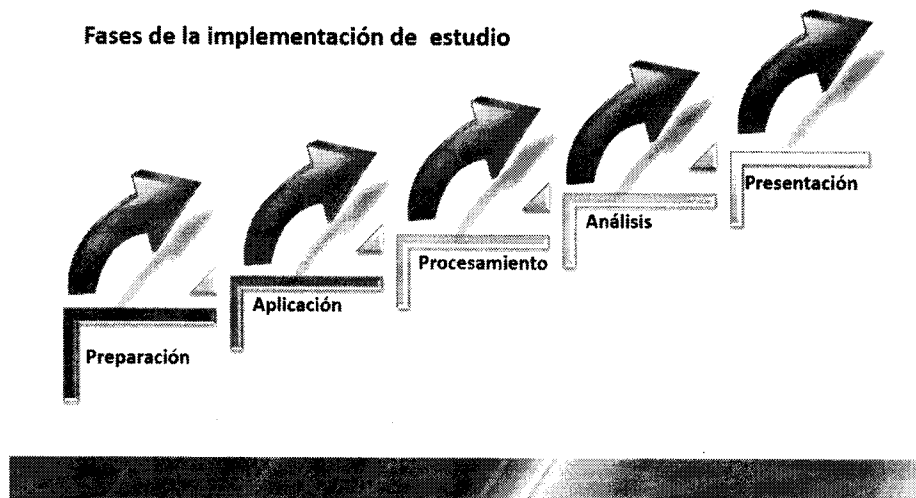 Fases de la implementación de estudio
Preparación
Aplicación
Procesamiento
Análisis
Presentación